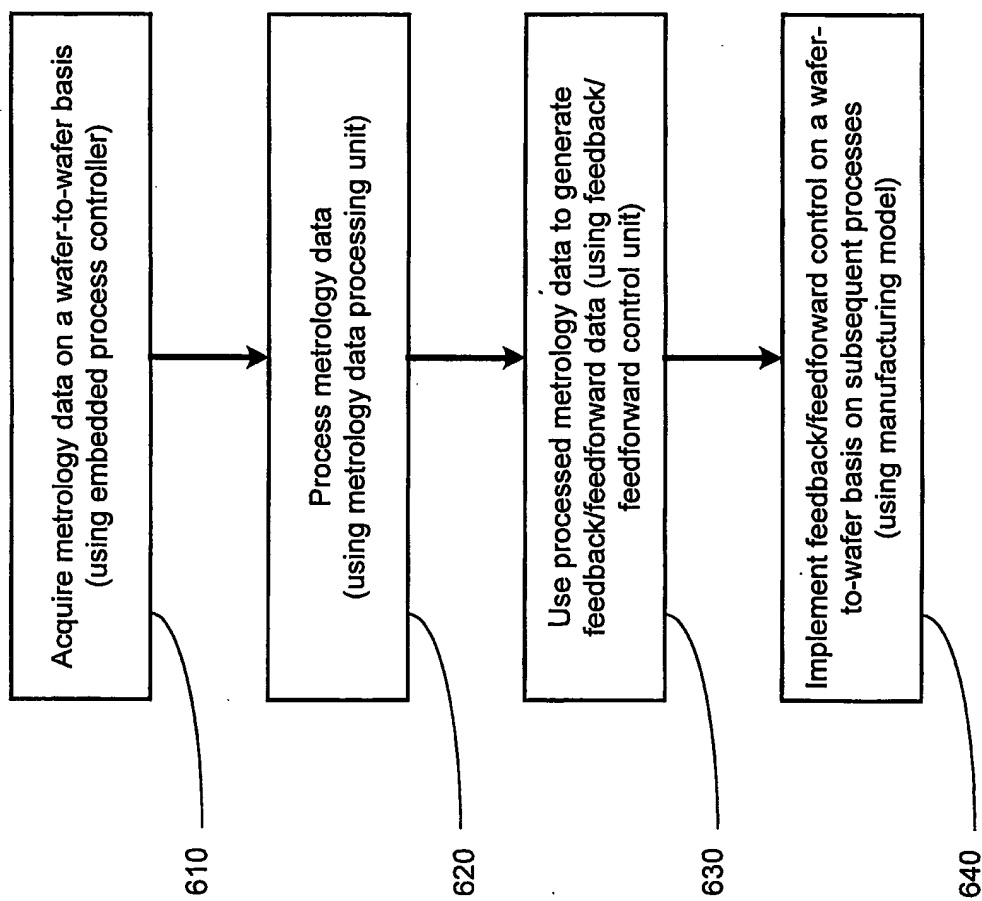 Acquire metrology data on a wafer-to-wafer basis
(using embedded process controller)
610
Process metrology data
(using metrology data processing unit)
620
Use processed metrology data to generate
feedback/feedforward data (using feedback/
feedforward control unit)
630
Implement feedback/feedforward control on a wafer-
to-wafer basis on subsequent processes
(using manufacturing model)
640